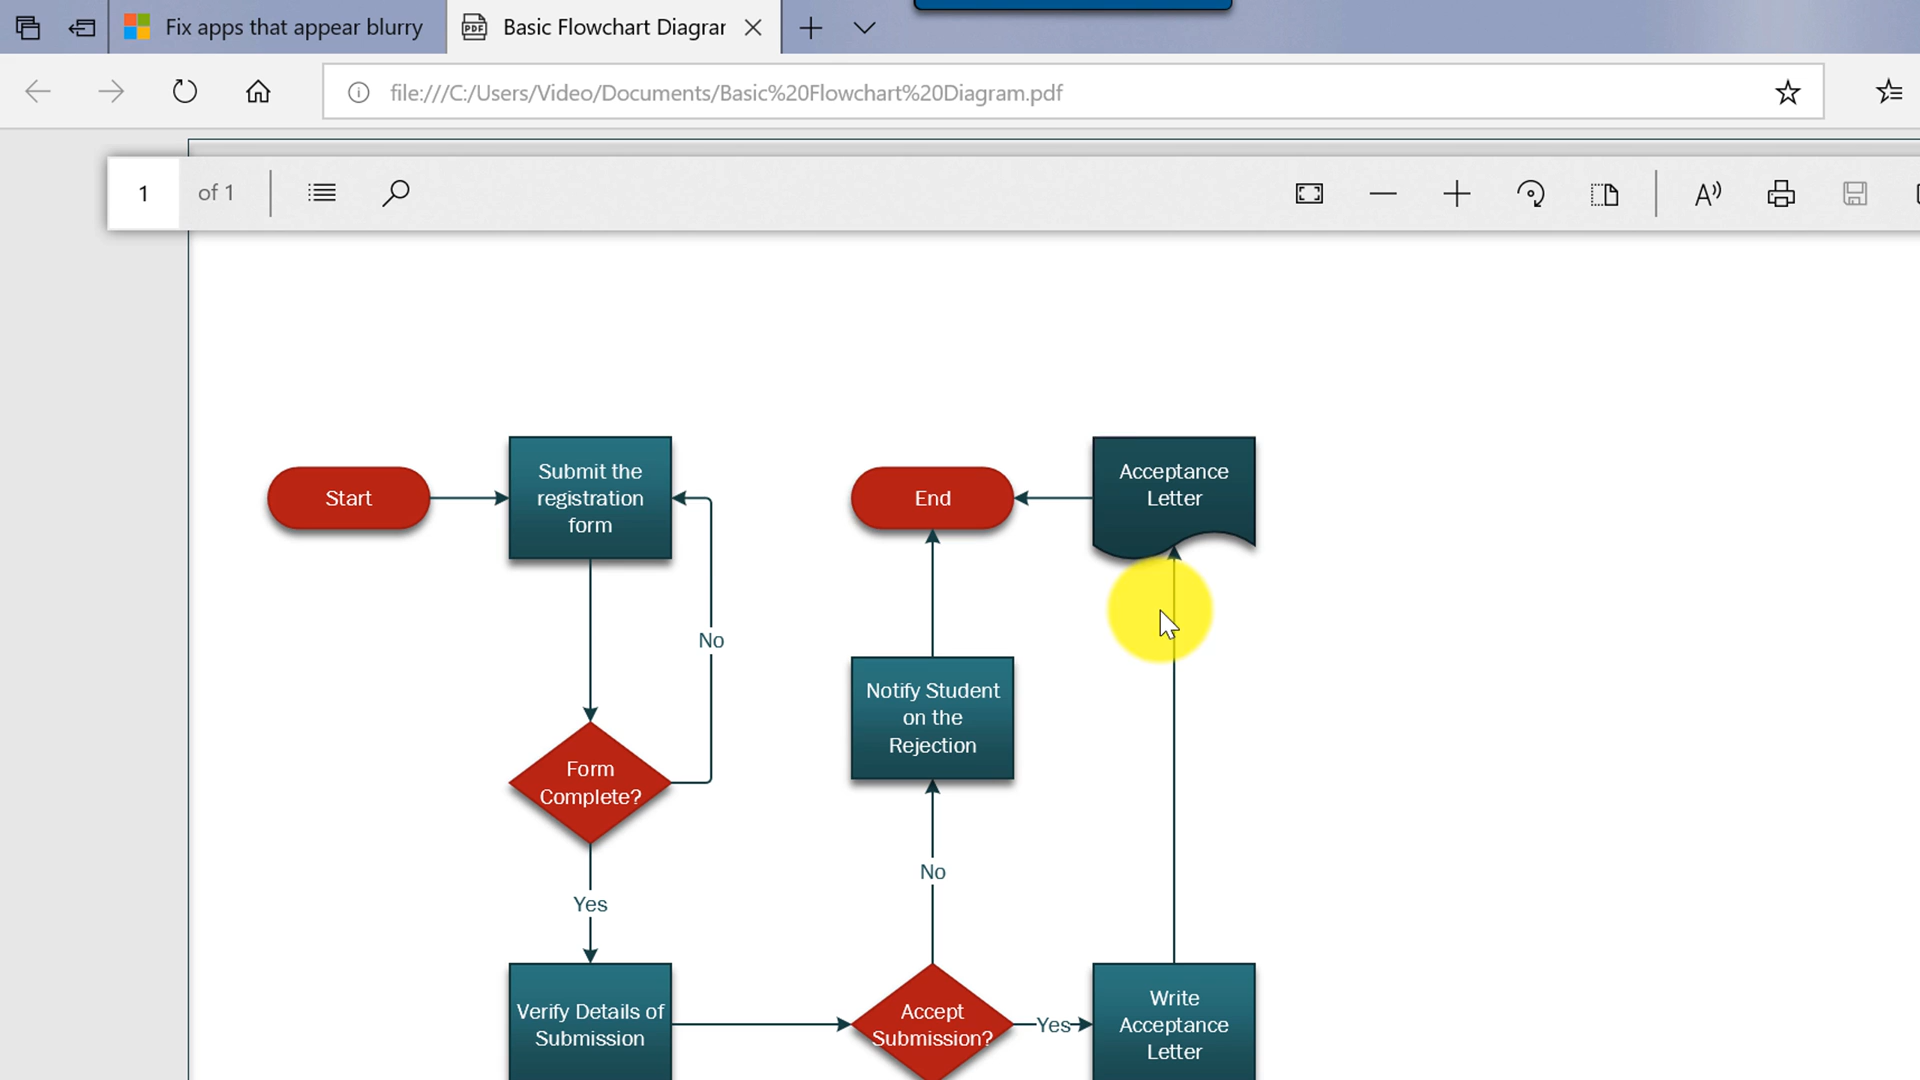 Fix apps that appear blurry
Basic Flowchart Diagrar
file:///C:/Users/Video/Documents/Basic%20Flowchart%20Diagram.pdf
1 of 1
Start
Submit the
registration
form
End
Acceptance
Letter
No
Notify Student
on the
Rejection
Form
Complete?
No
Yes
Verify Details of
Submission
Accept
Submission?
Yes
Write
Acceptance
Letter